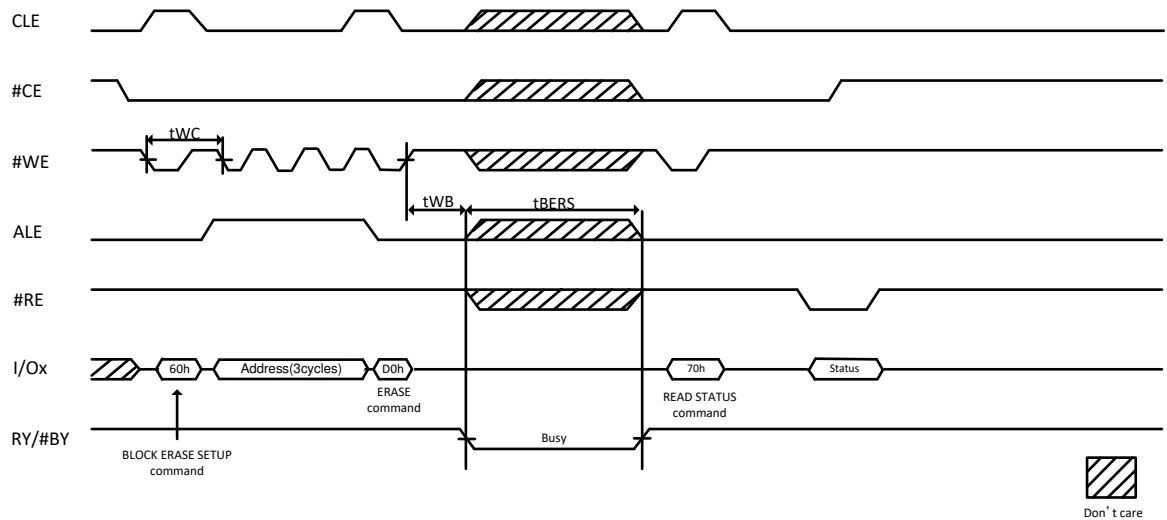 CLE
#CE
tWC
#WE
tWB
tBERS
ALE
#RE
I/Ox
60h
Address(3cycles)
D0h
70h
Status
ERASE
command
READ STATUS
command
RY/#BY
Busy
BLOCK ERASE SETUP
command
Don't care